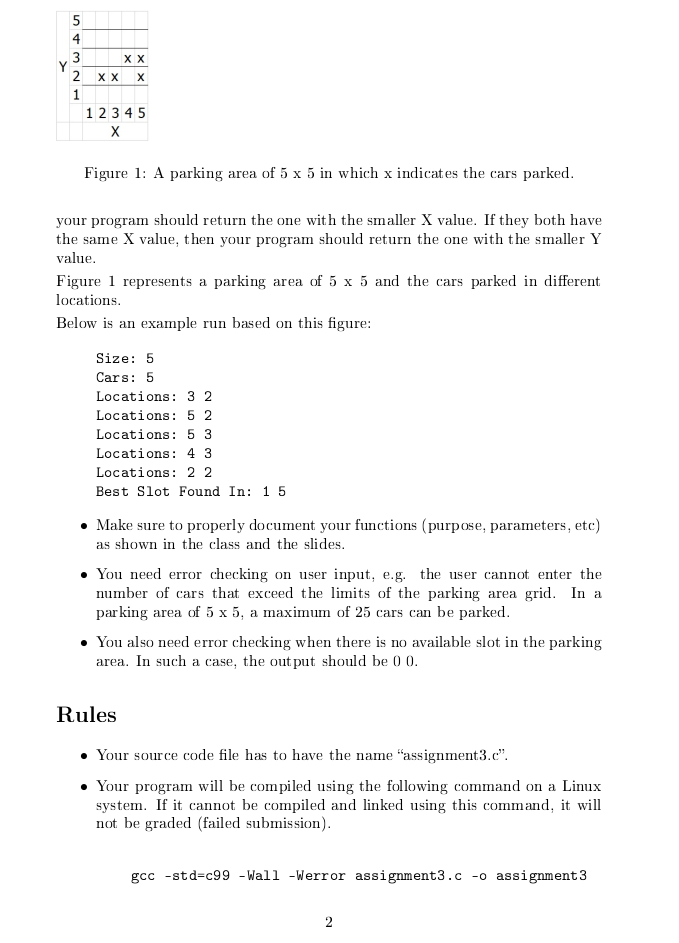 5
4
3 x x
Y
2 x x x
1
1 2 3 4 5
X
Figure 1: A parking area of 5 x 5 in which x indicates the cars parked.
your program should return the one with the smaller X value. If they both have
the same X value, then your program should return the one with the smaller Y
value.
Figure 1 represents a parking area of 5 x 5 and the cars parked in different
locations.
Below is an example run based on this figure:
Size: 5
Cars: 5
Locations: 3 2
Locations: 5 2
Locations: 5 3
Locations: 4 3
Locations: 2 2
Best Slot Found In: 1 5
• Make sure to properly document your functions (purpose, parameters, etc)
as shown in the class and the slides.
• You need error checking on user input, e.g. the user cannot enter the
number of cars that exceed the limits of the parking area grid. In a
parking area of 5 x 5, a maximum of 25 cars can be parked.
• You also need error checking when there is no available slot in the parking
area. In such a case, the output should be 0 0.
Rules
• Your source code file has to have the name “assignment3.c”.
• Your program will be compiled using the following command on a Linux
system. If it cannot be compiled and linked using this command, it will
not be graded (failed submission).
gcc -std=c99 -Wall -Werror assignment3.c -o assignment3
2